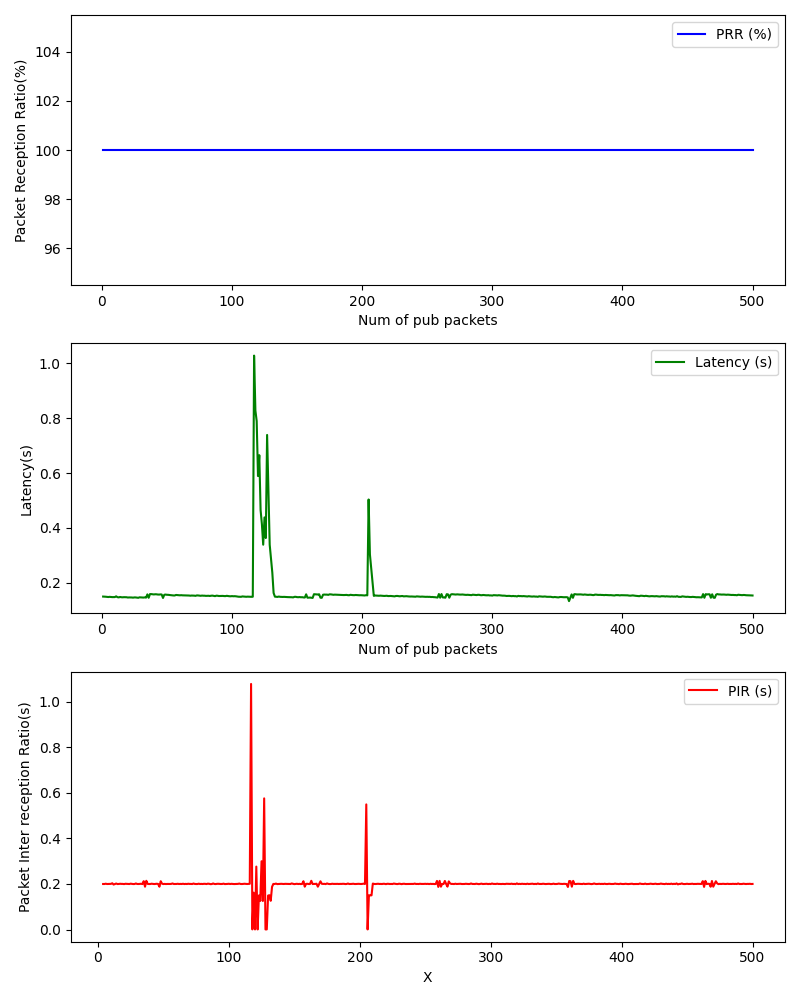 PRR (%)
Packet Reception Ratio(%)
104
102
100
98
96
0 100 200 300 400 500
Num of pub packets
Latency (s)
Latency(s)
1.0
0.8
0.6
0.4
0.2
0 100 200 300 400 500
Num of pub packets
PIR (s)
Packet Inter reception Ratio(s)
1.0
0.8
0.6
0.4
0.2
0.0
0 100 200 300 400 500
X